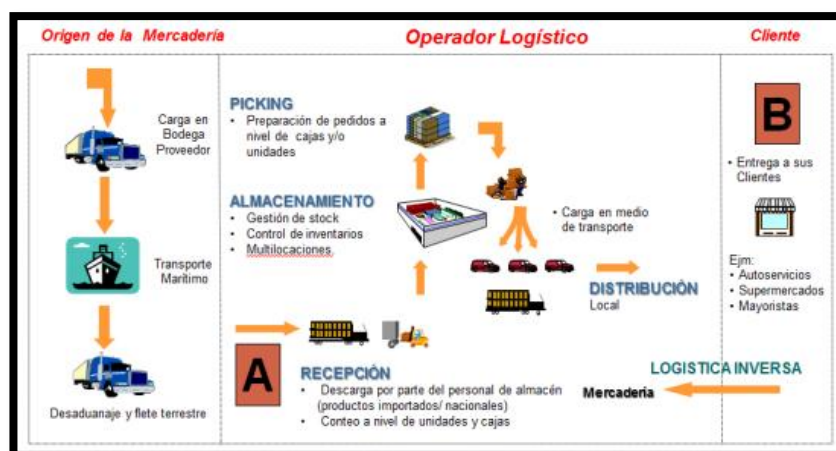 Origen de la Mercadería
Operador Logístico
Cliente
Carga en
Bodega
Proveedor
Transporte
Marítimo
Desaduanaje y flete terrestre
PICKING
• Preparación de pedidos a
nivel de cajas y/o
unidades
ALMACENAMIENTO
• Gestión de stock
• Control de inventarios
• Multilocaciones.
• Carga en medio
de transporte
DISTRIBUCIÓN
Local
A
RECEPCIÓN
• Descarga por parte del personal de almacén
(productos importados/ nacionales)
• Conteo a nivel de unidades y cajas
B
• Entrega a sus
Clientes
Ejm:
• Autoservicios
• Supermercados
• Mayoristas
LOGISTICA INVERSA
Mercadería